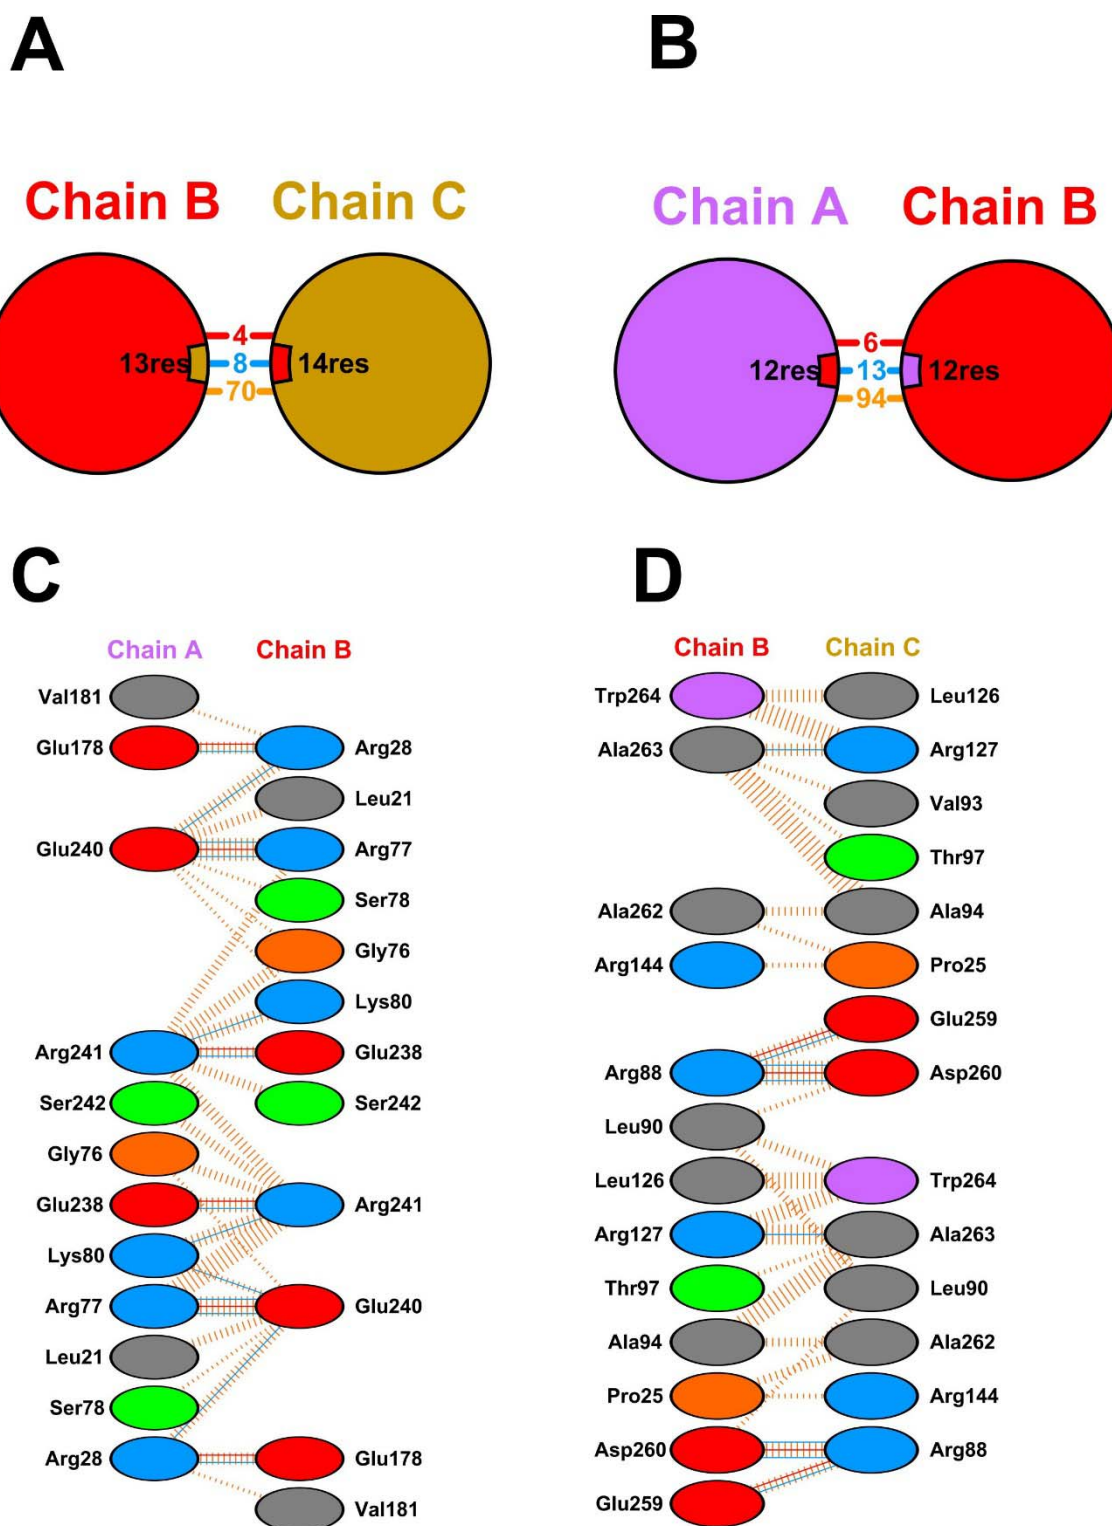 A
B
Chain B
Chain C
Chain A
Chain B
4
13res
8
14res
70
6
12res
13
12res
94
C
D
Chain A
Chain B
Val181
Glu178
Arg28
Leu21
Glu240
Arg77
Ser78
Gly76
Lys80
Arg241
Glu238
Ser242
Ser242
Gly76
Glu238
Arg241
Lys80
Arg77
Glu240
Leu21
Ser78
Arg28
Glu178
Val181
Chain B
Chain C
Trp264
Leu126
Ala263
Arg127
Val93
Thr97
Ala262
Ala94
Arg144
Pro25
Glu259
Arg88
Asp260
Leu90
Leu126
Trp264
Arg127
Ala263
Thr97
Leu90
Ala94
Ala262
Pro25
Arg144
Asp260
Arg88
Glu259